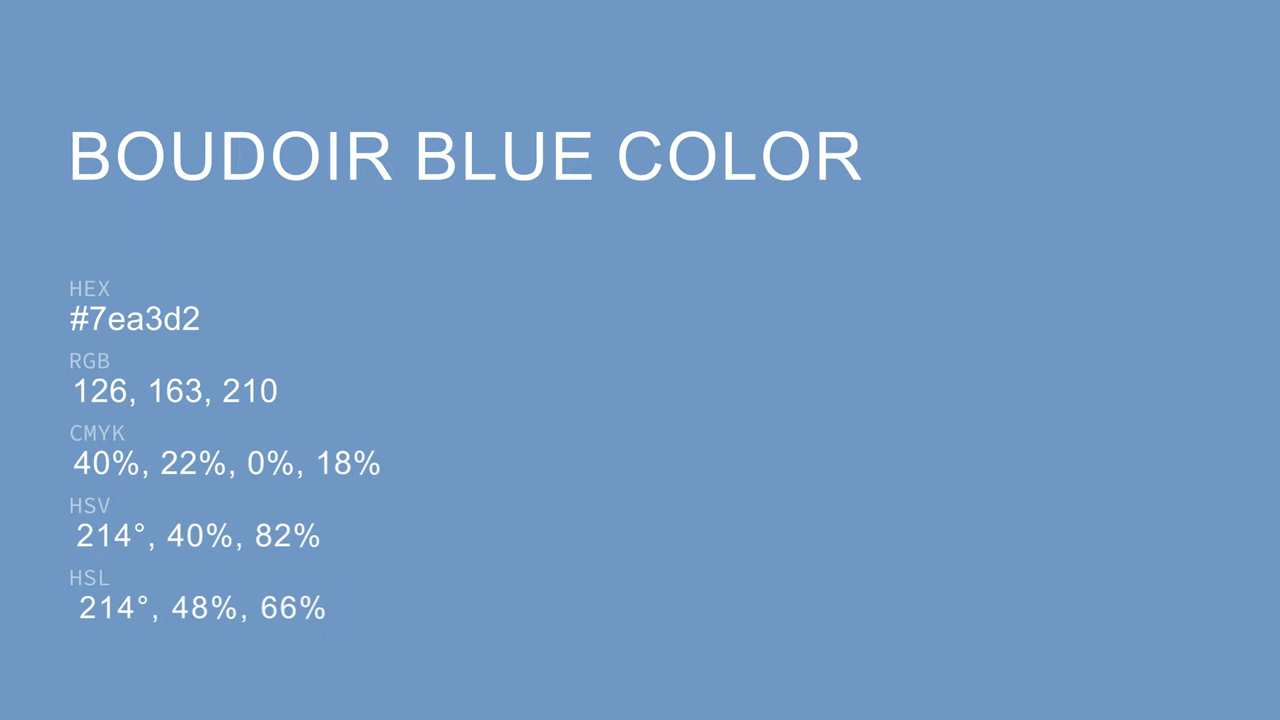 BOUDOIR BLUE COLOR
HEX
#7ea3d2
RGB
126, 163, 210
CMYK
40%, 22%, 0%, 18%
HSV
214°, 40%, 82%
HSL
214°, 48%, 66%